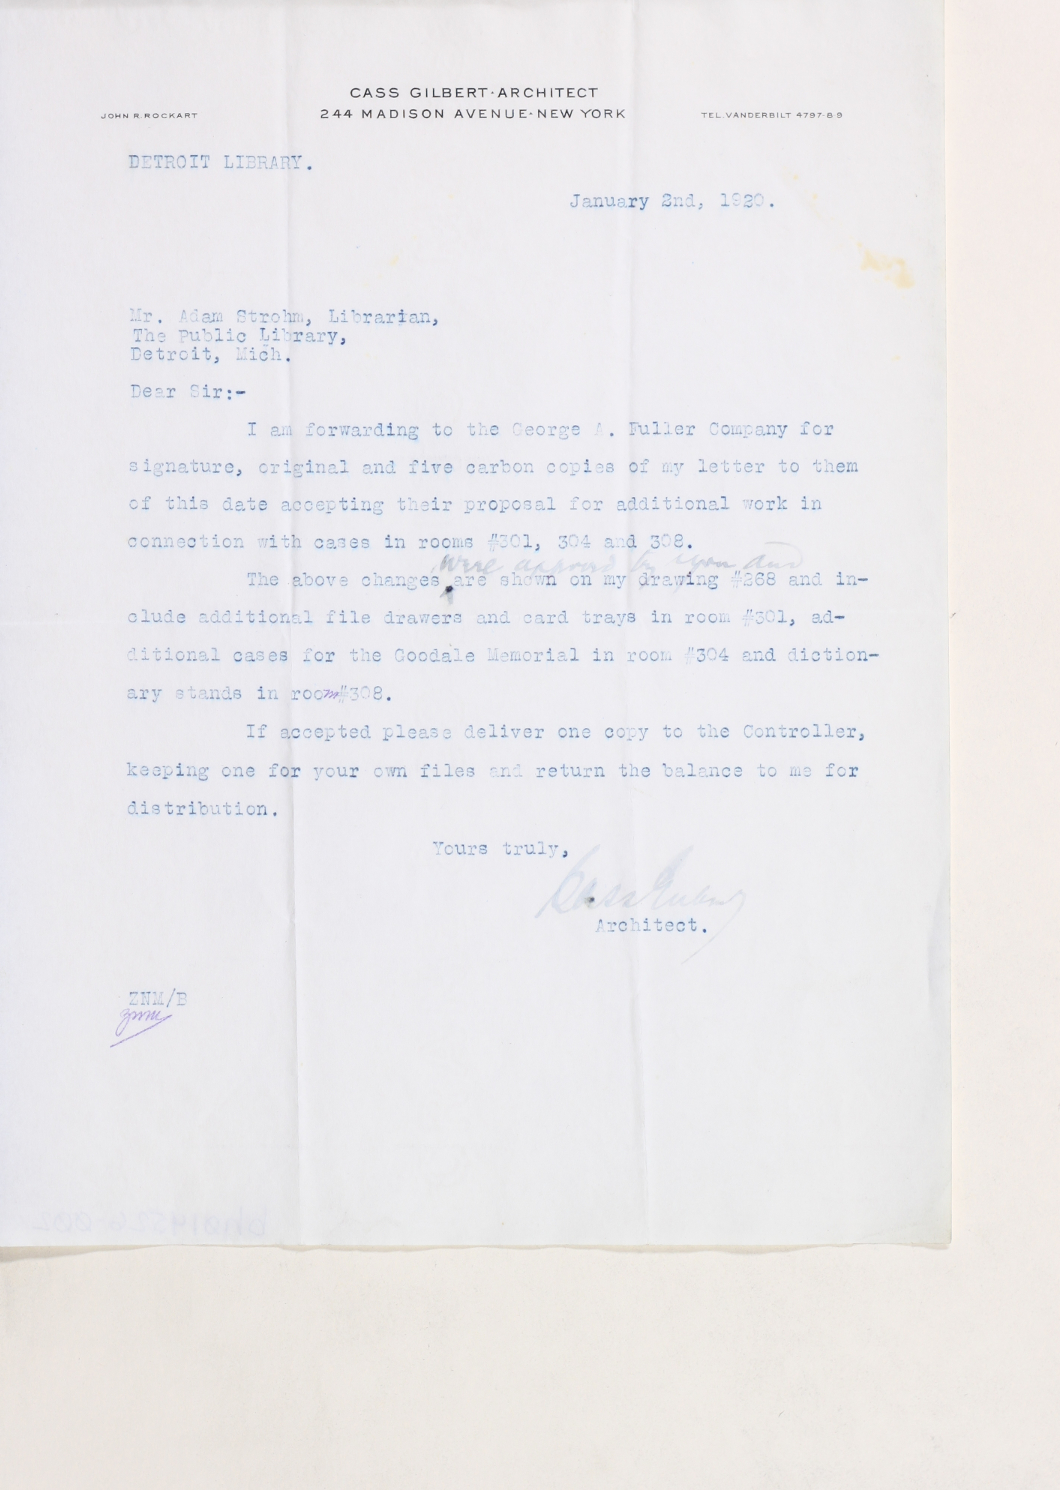 CASS GILBERT·ARCHITECT
244 MADISON AVENUE·NEW YORK
JOHN R. ROCKART
TEL. VANDERBILT 4797-8 9
DETROIT LIBRARY.
January 2nd, 1920.
Mr. Adam Strohm, Librarian,
The Public Library,
Detroit, Mich.
Dear Sir:-
I am forwarding to the George A. Fuller Company for
signature, original and five carbon copies of my letter to them
of this date accepting their proposal for additional work in
connection with cases in rooms #301, 304 and 308.
were approved by you and
The above changes are shown on my drawing #268 and in-
clude additional file drawers and card trays in room #301, ad-
ditional cases for the Goodale Memorial in room #304 and diction-
ary stands in room#308.
If accepted please deliver one copy to the Controller,
keeping one for your own files and return the balance to me for
distribution.
Yours truly,
Cass Gilbert
Architect.
ZNM/B
ZNM